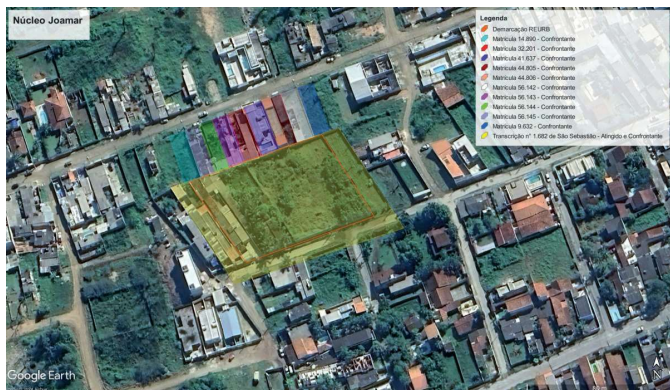 Núcleo Joamar
Legenda
Demarcação REURB
Matrícula 14.890 - Confrontante
Matrícula 32.201 - Confrontante
Matrícula 41.637 - Confrontante
Matrícula 44.805 - Confrontante
Matrícula 44.806 - Confrontante
Matrícula 56.142 - Confrontante
Matrícula 56.143 - Confrontante
Matrícula 56.144 - Confrontante
Matrícula 56.145 - Confrontante
Matrícula 9.632 - Confrontante
Transcrição n° 1.682 de São Sebastião - Atingido e Confrontante
Google Earth
N